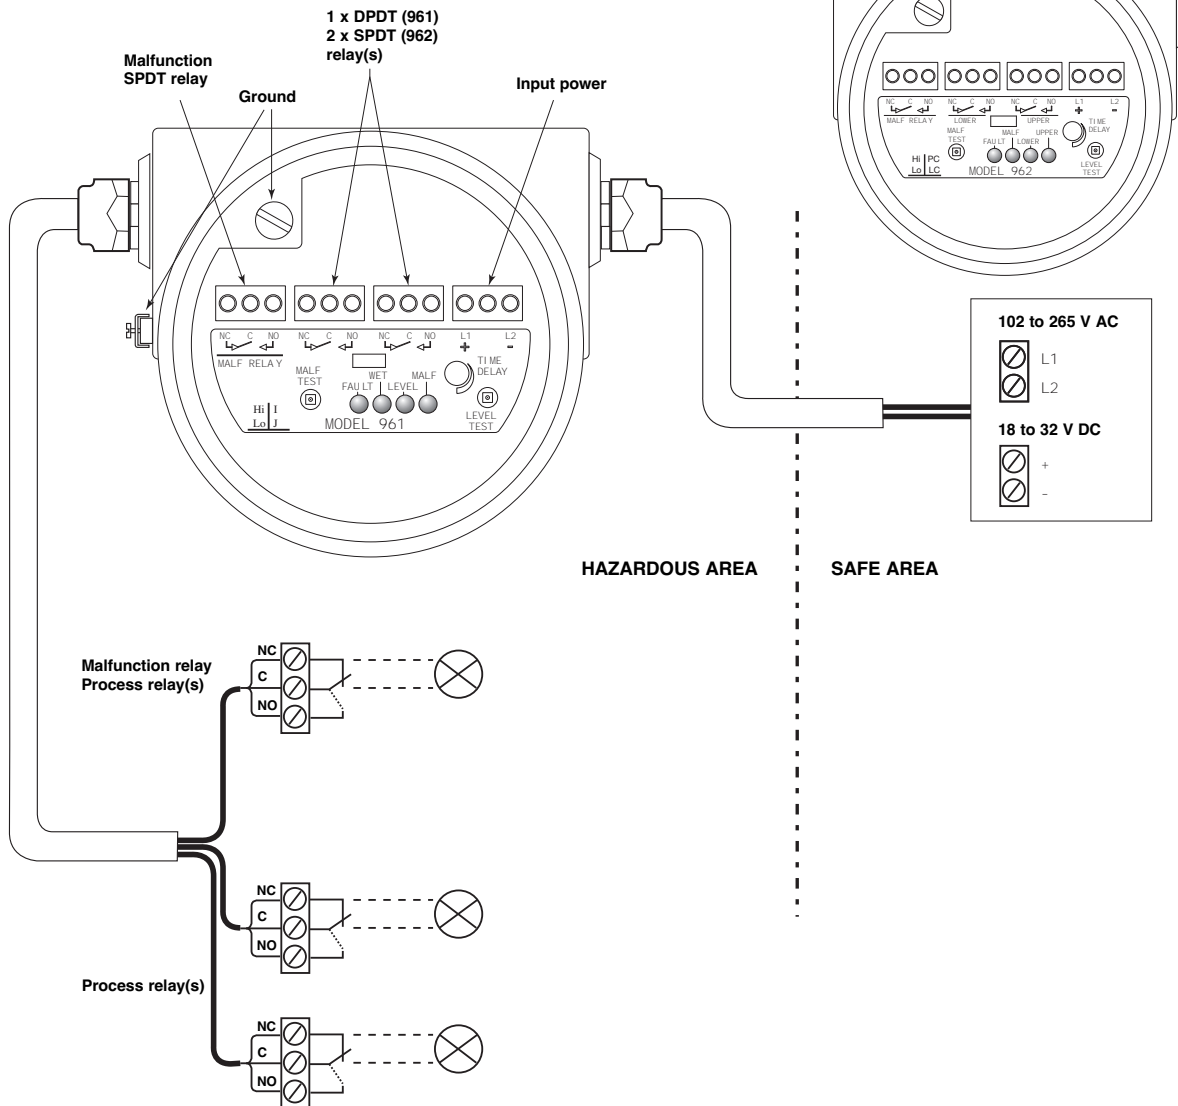 1 x DPDT (961)
2 x SPDT (962)
relay(s)
Malfunction
SPDT relay
Ground
Input power
NC C NO NC C NO NC C NO L1 L2
+ -
MALF RELAY LOWER UPPER
MALF
TEST
TIME
DELAY
MALF UPPER
FAULT LOWER
Hi PC
Lo LC
MODEL 962
LEVEL
TEST
NC C NO NC C NO NC C NO L1 L2
+ -
MALF RELAY
MALF
TEST
TIME
DELAY
WET MALF
FAULT LEVEL
Hi I
Lo J
MODEL 961
LEVEL
TEST
102 to 265 V AC
L1
L2
18 to 32 V DC
+
-
HAZARDOUS AREA SAFE AREA
Malfunction relay
Process relay(s)
NC
C
NO
NC
C
NO
Process relay(s)
NC
C
NO